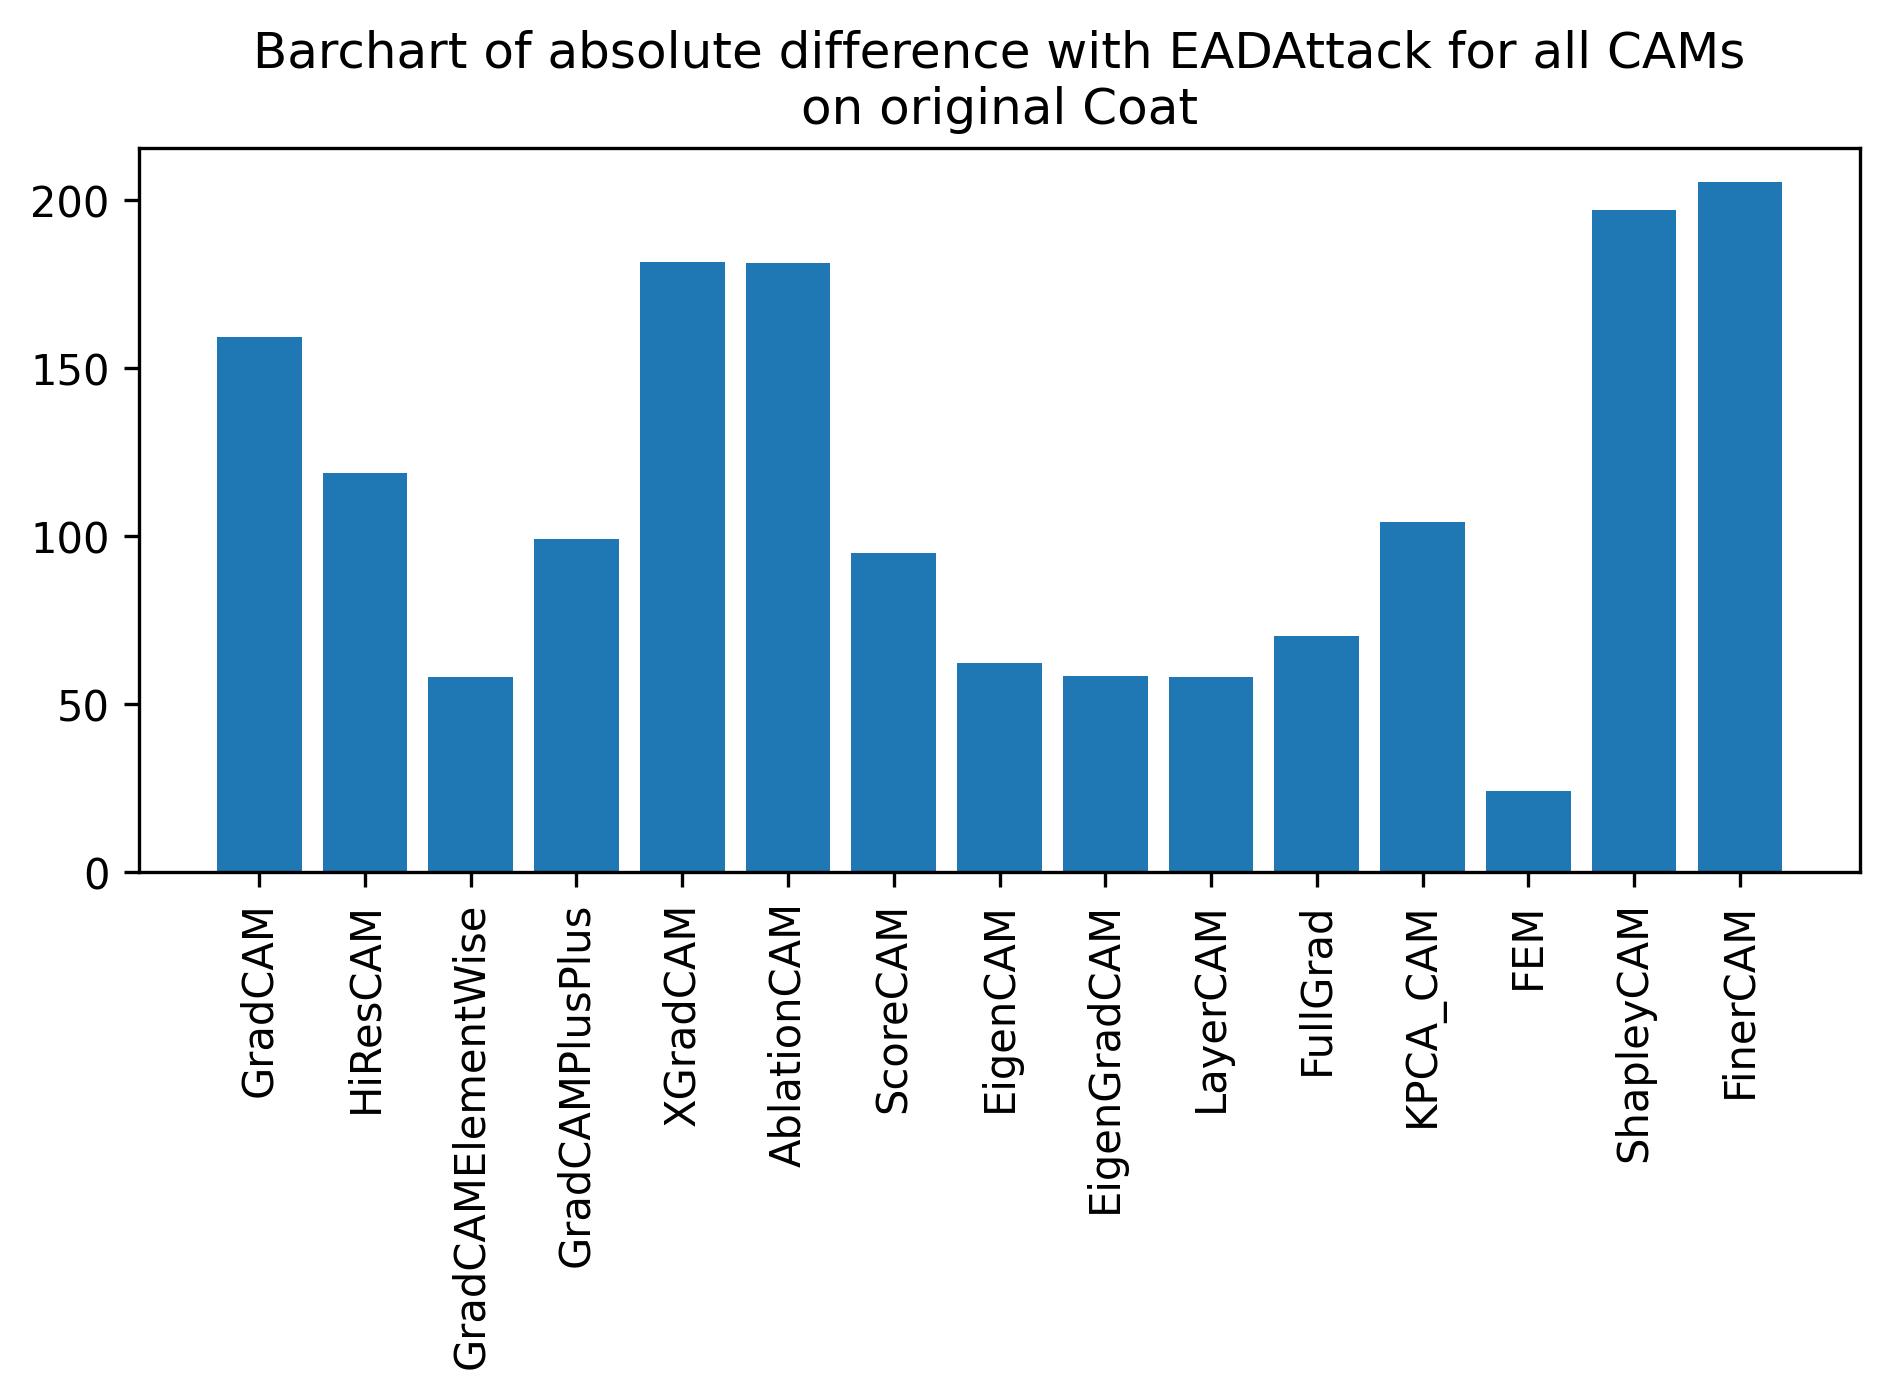 Barchart of absolute difference with EADAttack for all CAMs
on original Coat
200
150
100
50
0
GradCAM
HiResCAM
GradCAMElementWise
GradCAMPlusPlus
XGradCAM
AblationCAM
ScoreCAM
EigenCAM
EigenGradCAM
LayerCAM
FullGrad
KPCA_CAM
FEM
ShapleyCAM
FinerCAM